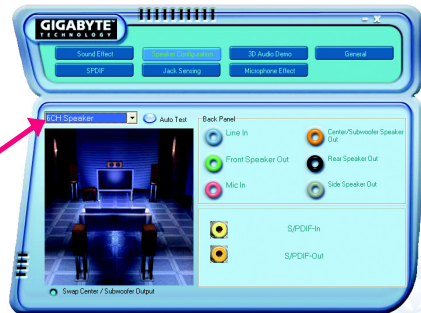 GIGABYTE
TECHNOLOGY
Sound Effect
Speaker Configuration
3D Audio Demo
General
SPDIF
Jack Sensing
Microphone Effect
6CH Speaker
Auto Test
Back Panel
Line In
Center/Subwoofer Speaker
Out
Front Speaker Out
Rear Speaker Out
Mic In
Side Speaker Out
S/PDIF-In
S/PDIF-Out
Swap Center / Subwoofer Output